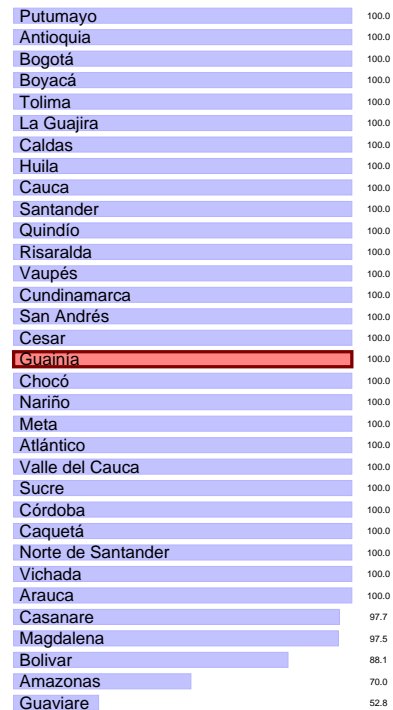 Putumayo 100.0
Antioquia 100.0
Bogotá 100.0
Boyacá 100.0
Tolima 100.0
La Guajira 100.0
Caldas 100.0
Huila 100.0
Cauca 100.0
Santander 100.0
Quindío 100.0
Risaralda 100.0
Vaupés 100.0
Cundinamarca 100.0
San Andrés 100.0
Cesar 100.0
Guainía 100.0
Chocó 100.0
Nariño 100.0
Meta 100.0
Atlántico 100.0
Valle del Cauca 100.0
Sucre 100.0
Córdoba 100.0
Caquetá 100.0
Norte de Santander 100.0
Vichada 100.0
Arauca 100.0
Casanare 97.7
Magdalena 97.5
Bolivar 88.1
Amazonas 70.0
Guaviare 52.8